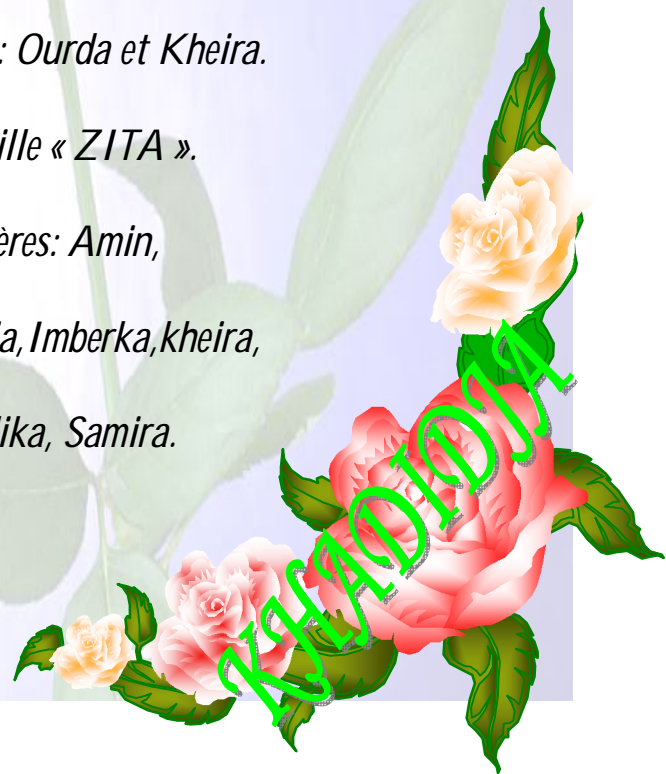 : Ourda et Kheira.
ille « ZITA ».
ères: Amin,
a,Imberka,kheira,
ika, Samira.
KHADIDJA